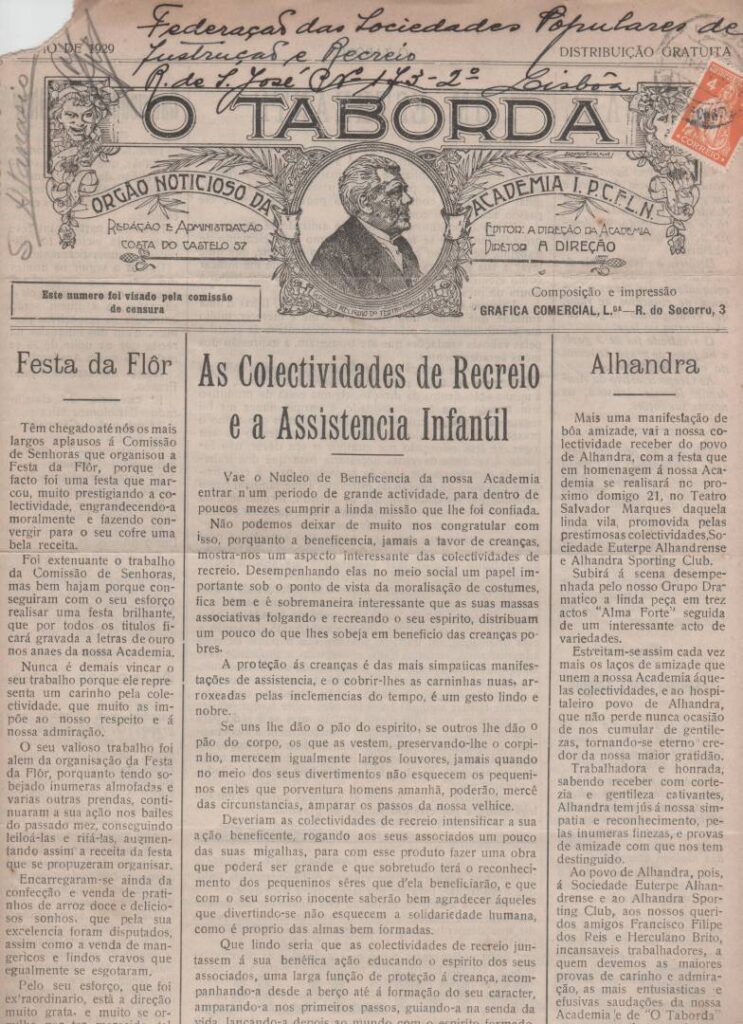 Federação das Sociedades Populares de
Instrução e Recreio
R. de S. José Nº 173-2º Lisbôa
S. Atanasio
DE 1929
DISTRIBUIÇÃO GRATUITA
O TABORDA
ORGÃO NOTICIOSO DA
ACADEMIA I.P.C.F.L.N.
REDAÇÃO E ADMINISTRAÇÃO
COSTA DO CASTELO 57
EDITOR: A DIREÇÃO DA ACADEMIA
DIRETOR A DIREÇÃO
CORREIO
Este numero foi visado pela comissão
de censura
Composição e impressão
GRAFICA COMERCIAL, L.DA—R. do Socorro, 3
Festa da Flôr
Têm chegado até nós os mais
largos aplausos á Comissão
de Senhoras que organisou a
Festa da Flôr, porque de
facto foi uma festa que mar-
cou, muito prestigiando a co-
lectividade, engrandecendo-a
moralmente e fazendo con-
vergir para o seu cofre uma
bela receita.
Foi extenuante o trabalho
da Comissão de Senhoras,
mas bem hajam porque con-
seguiram com o seu esforço
realisar uma festa brilhante,
que por todos os titulos fi-
cará gravada a letras de ouro
nos anaes da nossa Academia.
Nunca é demais vincar o
seu trabalho porque ele repre-
senta um carinho pela cole-
ctividade, que muito as im-
põe ao nosso respeito e á
nossa admiração.
O seu valioso trabalho foi
alem da organisação da Festa
da Flôr, porquanto tendo so-
bejado inumeras almofadas e
varias outras prendas, conti-
nuaram a sua ação nos bailes
do passado mez, conseguindo
leiloá-las e rifá-las, augmen-
tando assim a receita da festa
que se propuzeram organisar.
Encarregaram-se ainda da
confecção e venda de prati-
nhos de arroz doce e delicio-
sos sonhos, que pela sua
excelencia foram disputados,
assim como a venda de man-
gericos e lindos cravos que
egualmente se esgotaram.
Pelo seu esforço, que foi
extraordinario, está a direção
muito grata, e muito se or-
As Colectividades de Recreio
e a Assistencia Infantil
Vae o Nucleo de Beneficencia da nossa Academia
entrar n'um periodo de grande actividade, para dentro de
poucos mezes cumprir a linda missão que lhe foi confiada.
Não podemos deixar de muito nos congratular com
isso, porquanto a beneficencia, jamais a favor de creanças,
mostra-nos um aspecto interessante das colectividades de
recreio. Desempenhando elas no meio social um papel im-
portante sob o ponto de vista da moralisação de costumes,
fica bem e é sobremaneira interessante que as suas massas
associativas folgando e recreando o seu espirito, distribuam
um pouco do que lhes sobeja em beneficio das creanças po-
bres.
A proteção ás creanças é das mais simpaticas manifes-
tações de assistencia, e o cobrir-lhes as carninhas nuas, ar-
roxeadas pelas inclemencias do tempo, é um gesto lindo e
nobre.
Se uns lhe dão o pão do espirito, se outros lhe dão o
pão do corpo, os que as vestem, preservando-lhe o corpi-
nho, merecem igualmente largos louvores, jamais quando
no meio dos seus divertimentos não esquecem os pequeni-
nos entes que porventura homens amanhã, poderão, mercê
das circunstancias, amparar os passos da nossa velhice.
Deveriam as colectividades de recreio intensificar a sua
ação beneficente, rogando aos seus associados um pouco
das suas migalhas, para com esse produto fazer uma obra
que poderá ser grande e que sobretudo terá o reconheci-
mento dos pequeninos sêres que d'ela beneficiarão, e que
com o seu sorriso inocente saberão bem agradecer áqueles
que divertindo-se não esquecem a solidariedade humana,
como é proprio das almas bem formadas.
Que lindo seria que as colectividades de recreio jun-
tassem á sua benéfica ação educando o espirito dos seus
associados, uma larga função de proteção á creança, acom-
panhando-a desde a berço até á formação do seu caracter,
amparando-a nos primeiros passos, guiando-a na senda da
vida, lançando-a depois ao mundo com o espirito formado
Alhandra
Mais uma manifestação de
bôa amizade, vai a nossa co-
lectividade receber do povo
de Alhandra, com a festa que
em homenagem á nossa Aca-
demia se realisará no pro-
ximo domigo 21, no Teatro
Salvador Marques daquela
linda vila, promovida pelas
prestimosas colectividades,So-
ciedade Euterpe Alhandrense
e Alhandra Sporting Club.
Subirá á scena desempe-
nhada pelo nosso Grupo Dra-
matico a linda peça em trez
actos "Alma Forte" seguida
de um interessante acto de
variedades.
Estreitam-se assim cada vez
mais os laços de amizade que
unem a nossa Academia áque-
las colectividades, e ao hospi-
taleiro povo de Alhandra,
que não perde nunca ocasião
de nos cumular de gentile-
zas, tornando-se eterno cre-
dor da nossa maior gratidão.
Trabalhadora e honrada,
sabendo receber com corte-
zia e gentileza cativantes,
Alhandra tem jús á nossa sim-
patia e reconhecimento, pe-
las inumeras finezas, e provas
de amizade com que nos tem
destinguido.
Ao povo de Alhandra, pois,
á Sociedade Euterpe Alhan-
drense e ao Alhandra Spor-
ting Club, aos nossos queri-
dos amigos Francisco Filipe
dos Reis e Herculano Brito,
incansaveis trabalhadores, a
quem devemos as maiores
provas de carinho e admira-
ção, as mais entusiasticas e
efusivas saudações da nossa
Academia e de "O Taborda"